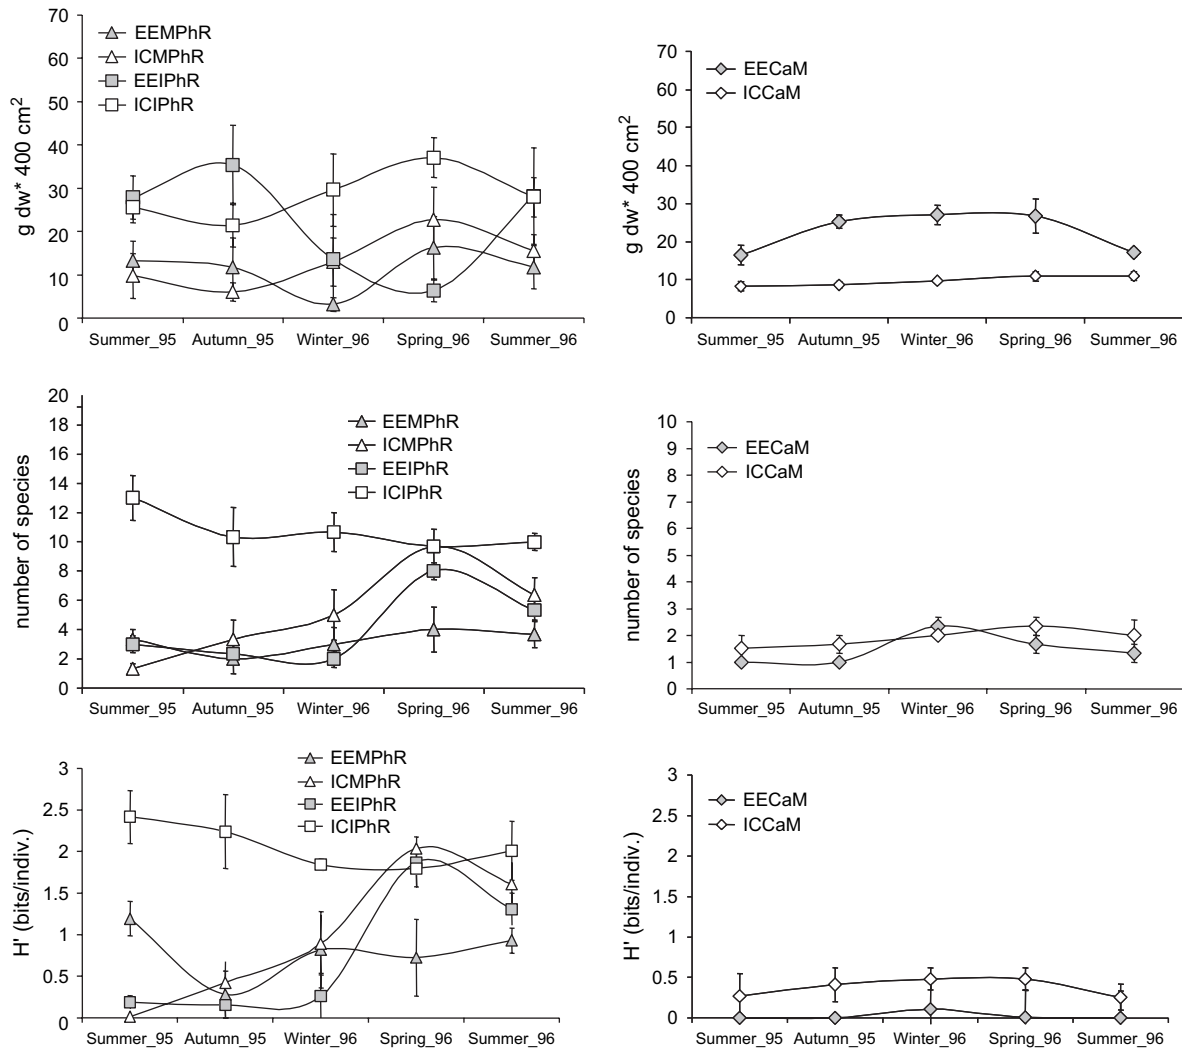 70
60
50
40
30
20
10
0
g dw* 400 cm²
EEMPhR
ICMPhR
EEIPhR
ICIPhR
Summer_95 Autumn_95 Winter_96 Spring_96 Summer_96
70
60
50
40
30
20
10
0
g dw* 400 cm²
EECaM
ICCaM
Summer_95 Autumn_95 Winter_96 Spring_96 Summer_96
20
18
16
14
12
10
8
6
4
2
0
number of species
EEMPhR
ICMPhR
EEIPhR
ICIPhR
Summer_95 Autumn_95 Winter_96 Spring_96 Summer_96
10
9
8
7
6
5
4
3
2
1
0
number of species
EECaM
ICCaM
Summer_95 Autumn_95 Winter_96 Spring_96 Summer_96
3
2.5
2
1.5
1
0.5
0
H' (bits/indiv.)
EEMPhR
ICMPhR
EEIPhR
ICIPhR
Summer_95 Autumn_95 Winter_96 Spring_96 Summer_96
3
2.5
2
1.5
1
0.5
0
H' (bits/indiv.)
EECaM
ICCaM
Summer_95 Autumn_95 Winter_96 Spring_96 Summer_96